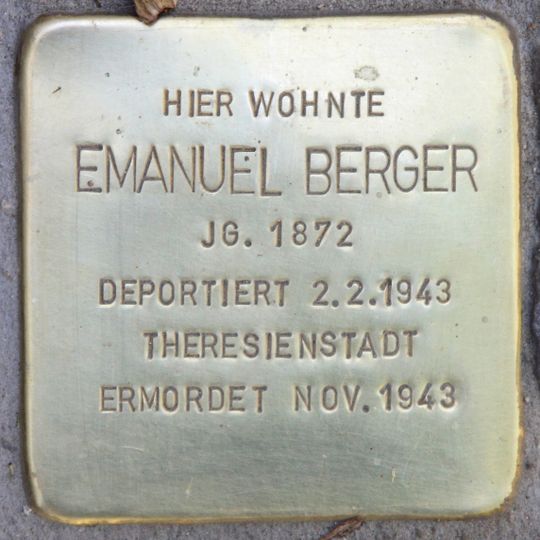 HIER WOHNTE
EMANUEL BERGER
JG. 1872
DEPORTIERT 2.2.1943
THERESIENSTADT
ERMORDET NOV. 1943